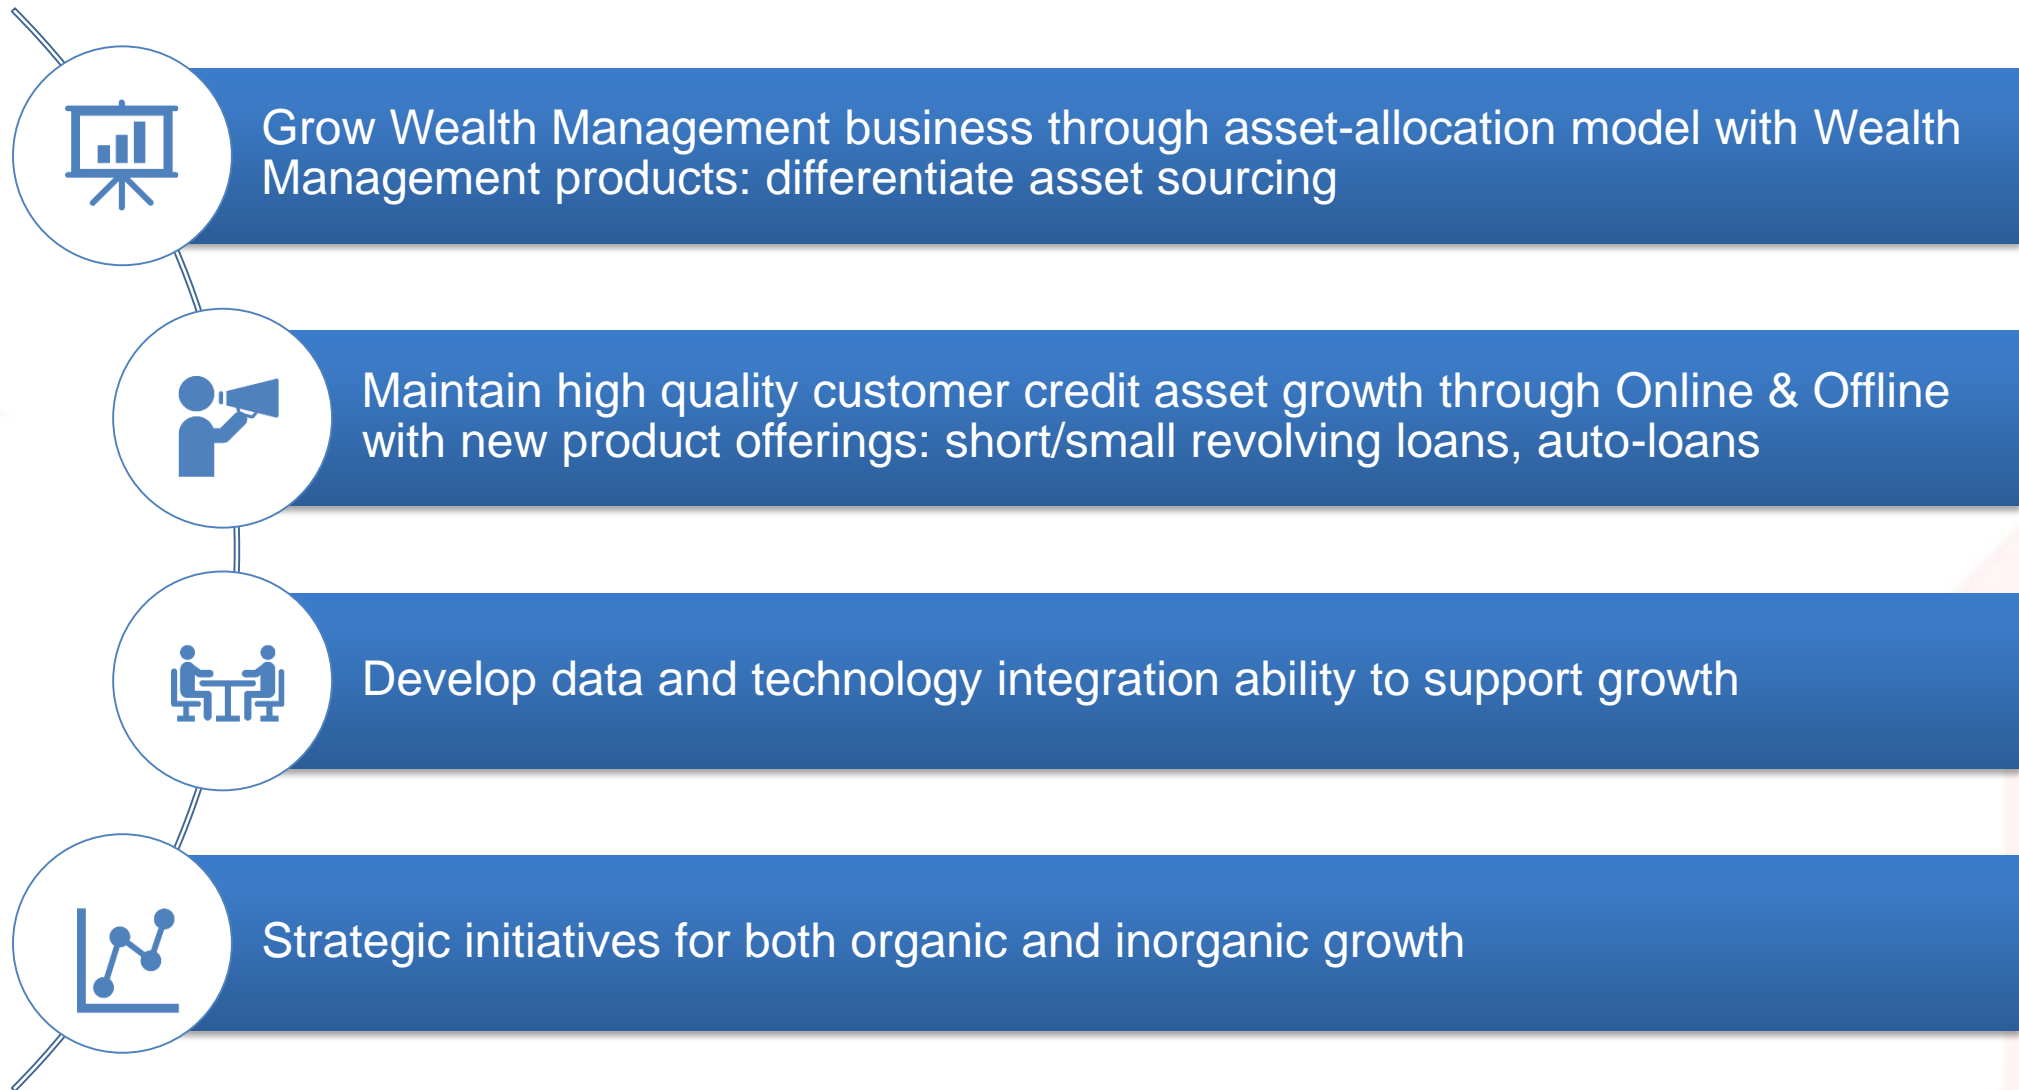 Grow Wealth Management business through asset-allocation model with Wealth
Management products: differentiate asset sourcing
Maintain high quality customer credit asset growth through Online & Offline
with new product offerings: short/small revolving loans, auto-loans
Develop data and technology integration ability to support growth
Strategic initiatives for both organic and inorganic growth